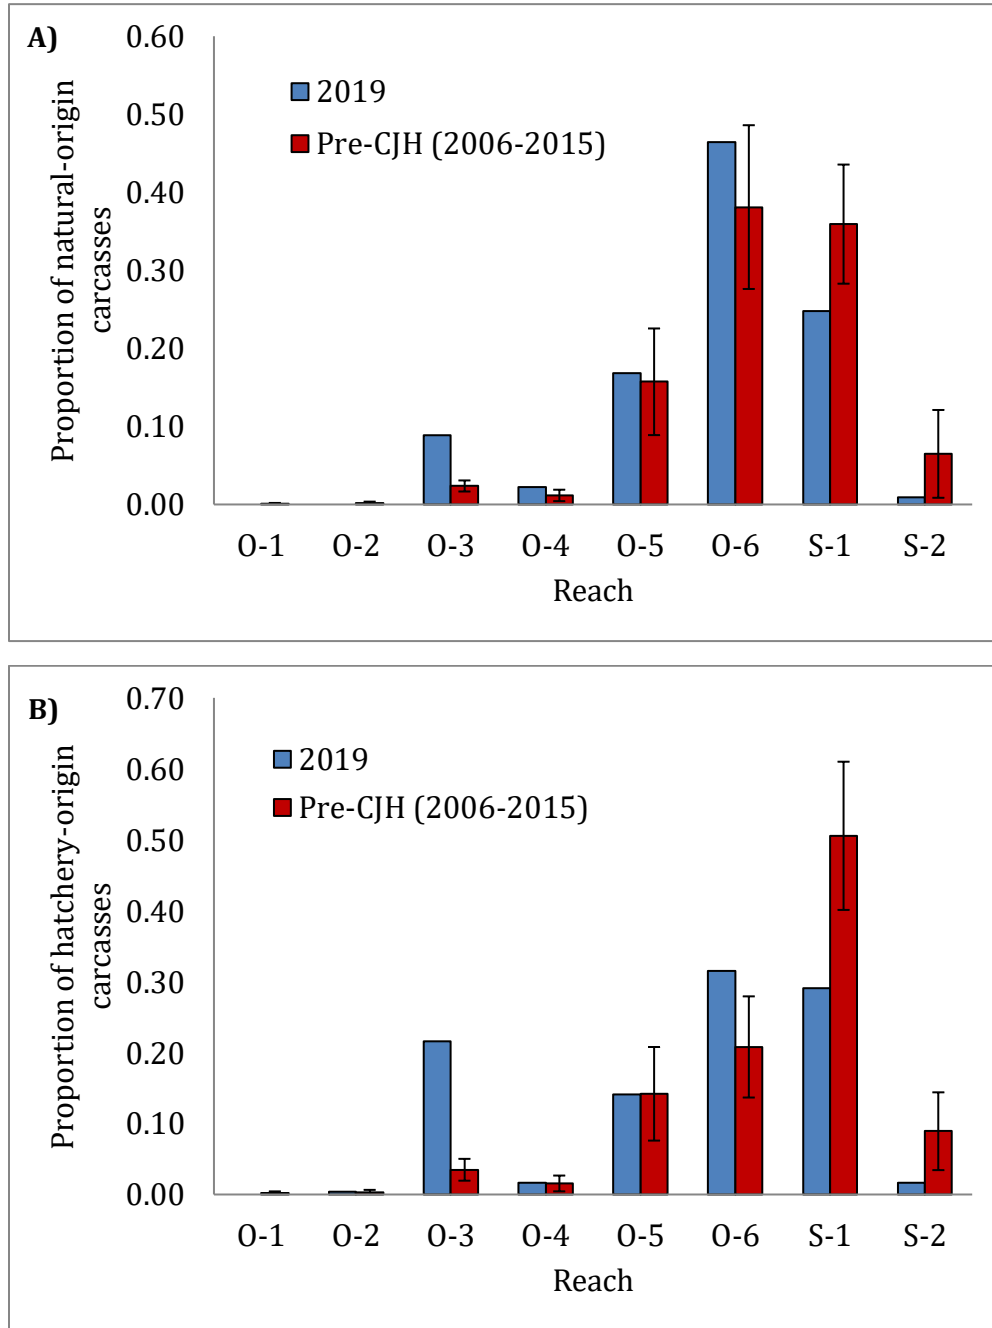 A)
Proportion of natural-origin
carcasses
0.60
0.50
0.40
0.30
0.20
0.10
0.00
2019
Pre-CJH (2006-2015)
O-1 O-2 O-3 O-4 O-5 O-6 S-1 S-2
Reach
B)
Proportion of hatchery-origin
carcasses
0.70
0.60
0.50
0.40
0.30
0.20
0.10
0.00
2019
Pre-CJH (2006-2015)
O-1 O-2 O-3 O-4 O-5 O-6 S-1 S-2
Reach